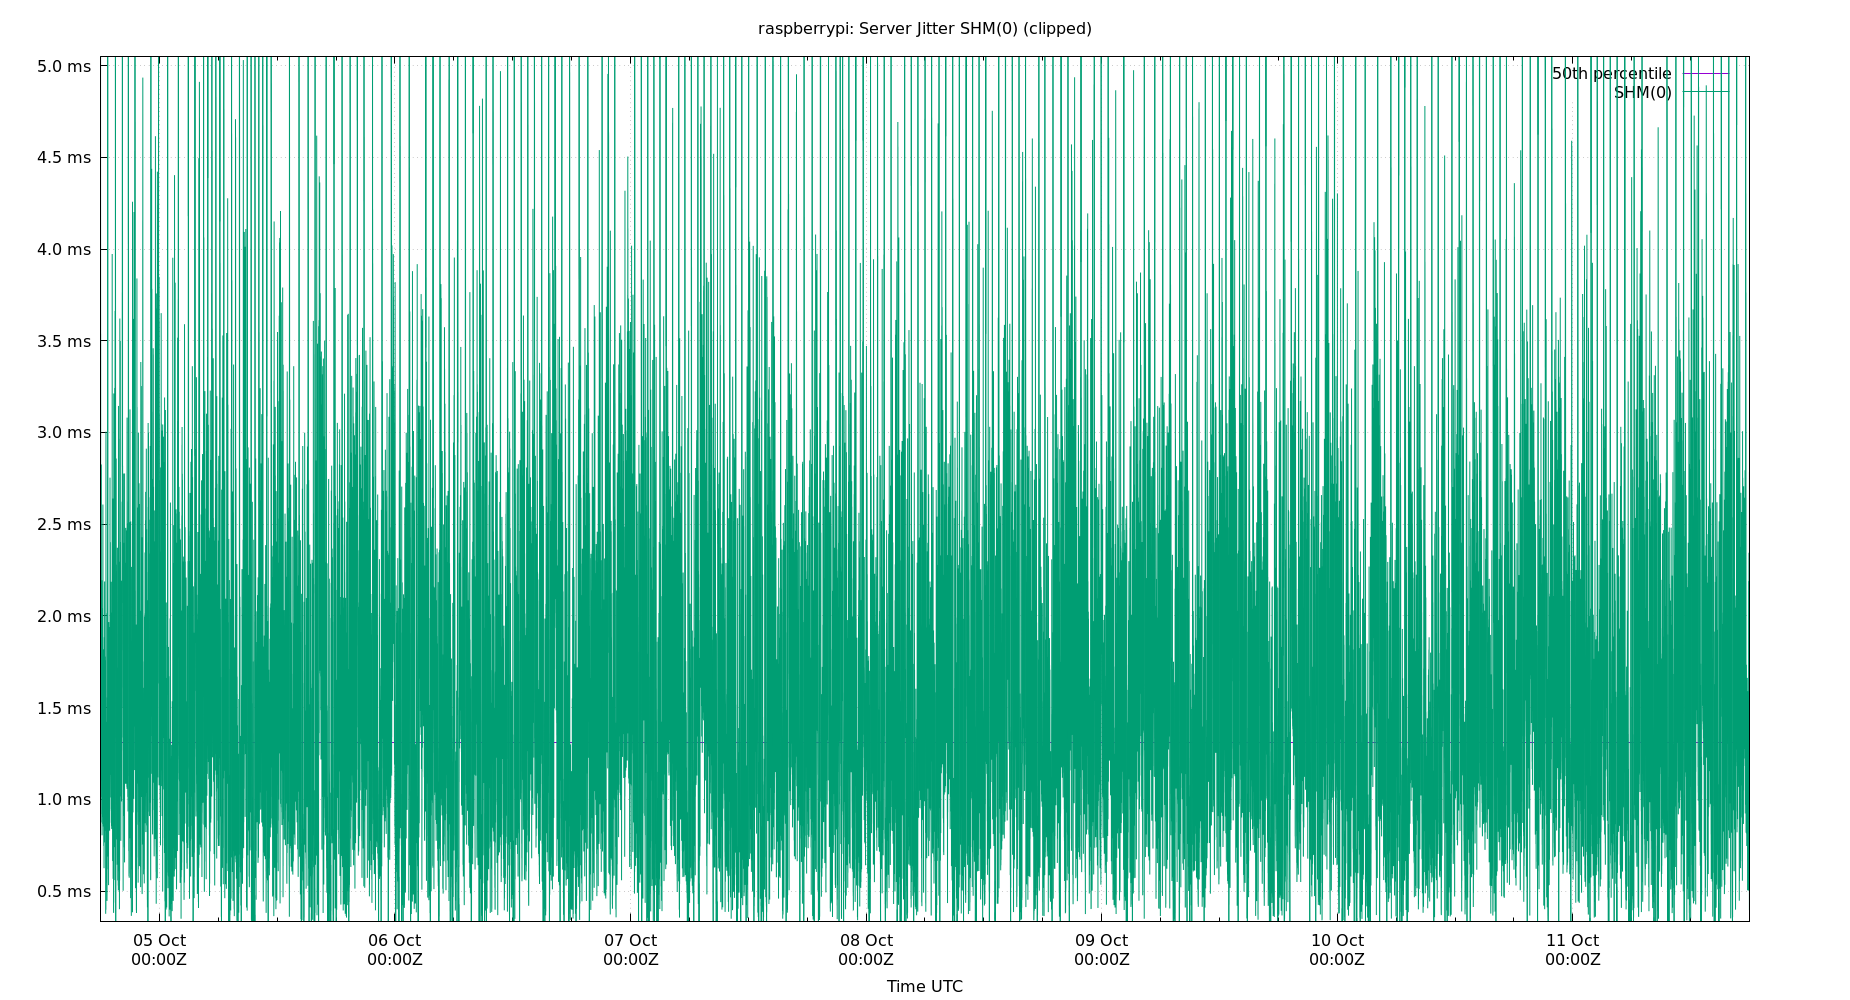 raspberrypi: Server Jitter SHM(0) (clipped)
5.0 ms
50th percentile
SHM(0)
4.5 ms
4.0 ms
3.5 ms
3.0 ms
2.5 ms
2.0 ms
1.5 ms
1.0 ms
0.5 ms
05 Oct 06 Oct 07 Oct 08 Oct 09 Oct 10 Oct 11 Oct
00:00Z 00:00Z 00:00Z 00:00Z 00:00Z 00:00Z 00:00Z
Time UTC